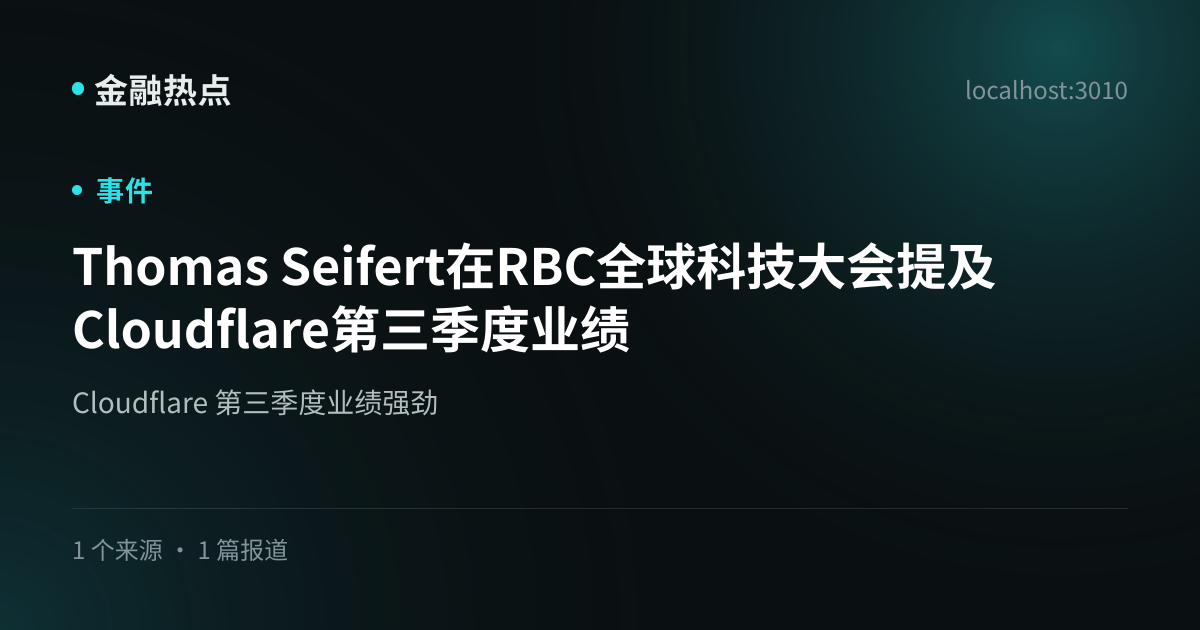 金融热点
localhost:3010
事件
Thomas Seifert在RBC全球科技大会提及
Cloudflare第三季度业绩
Cloudflare 第三季度业绩强劲
1 个来源 • 1 篇报道